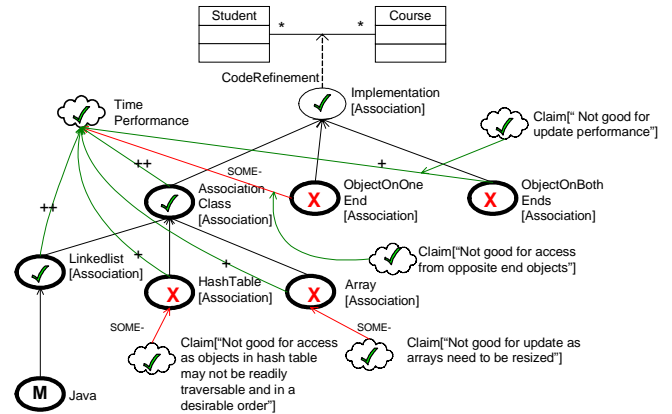 Student
Course
*
*
CodeRefinement
Implementation
[Association]
Time
Performance
Claim[“ Not good for
update performance”]
++
SOME-
+
Association
Class
[Association]
X
ObjectOnOne
End
[Association]
X
ObjectOnBoth
Ends
[Association]
++
Claim[“Not good for access
from opposite end objects”]
Linkedlist
[Association]
+
X
HashTable
[Association]
+
X
Array
[Association]
SOME-
SOME-
Claim[“Not good for access
as objects in hash table
may not be readily
traversable and in a
desirable order”]
Claim[“Not good for update as
arrays need to be resized”]
M
Java